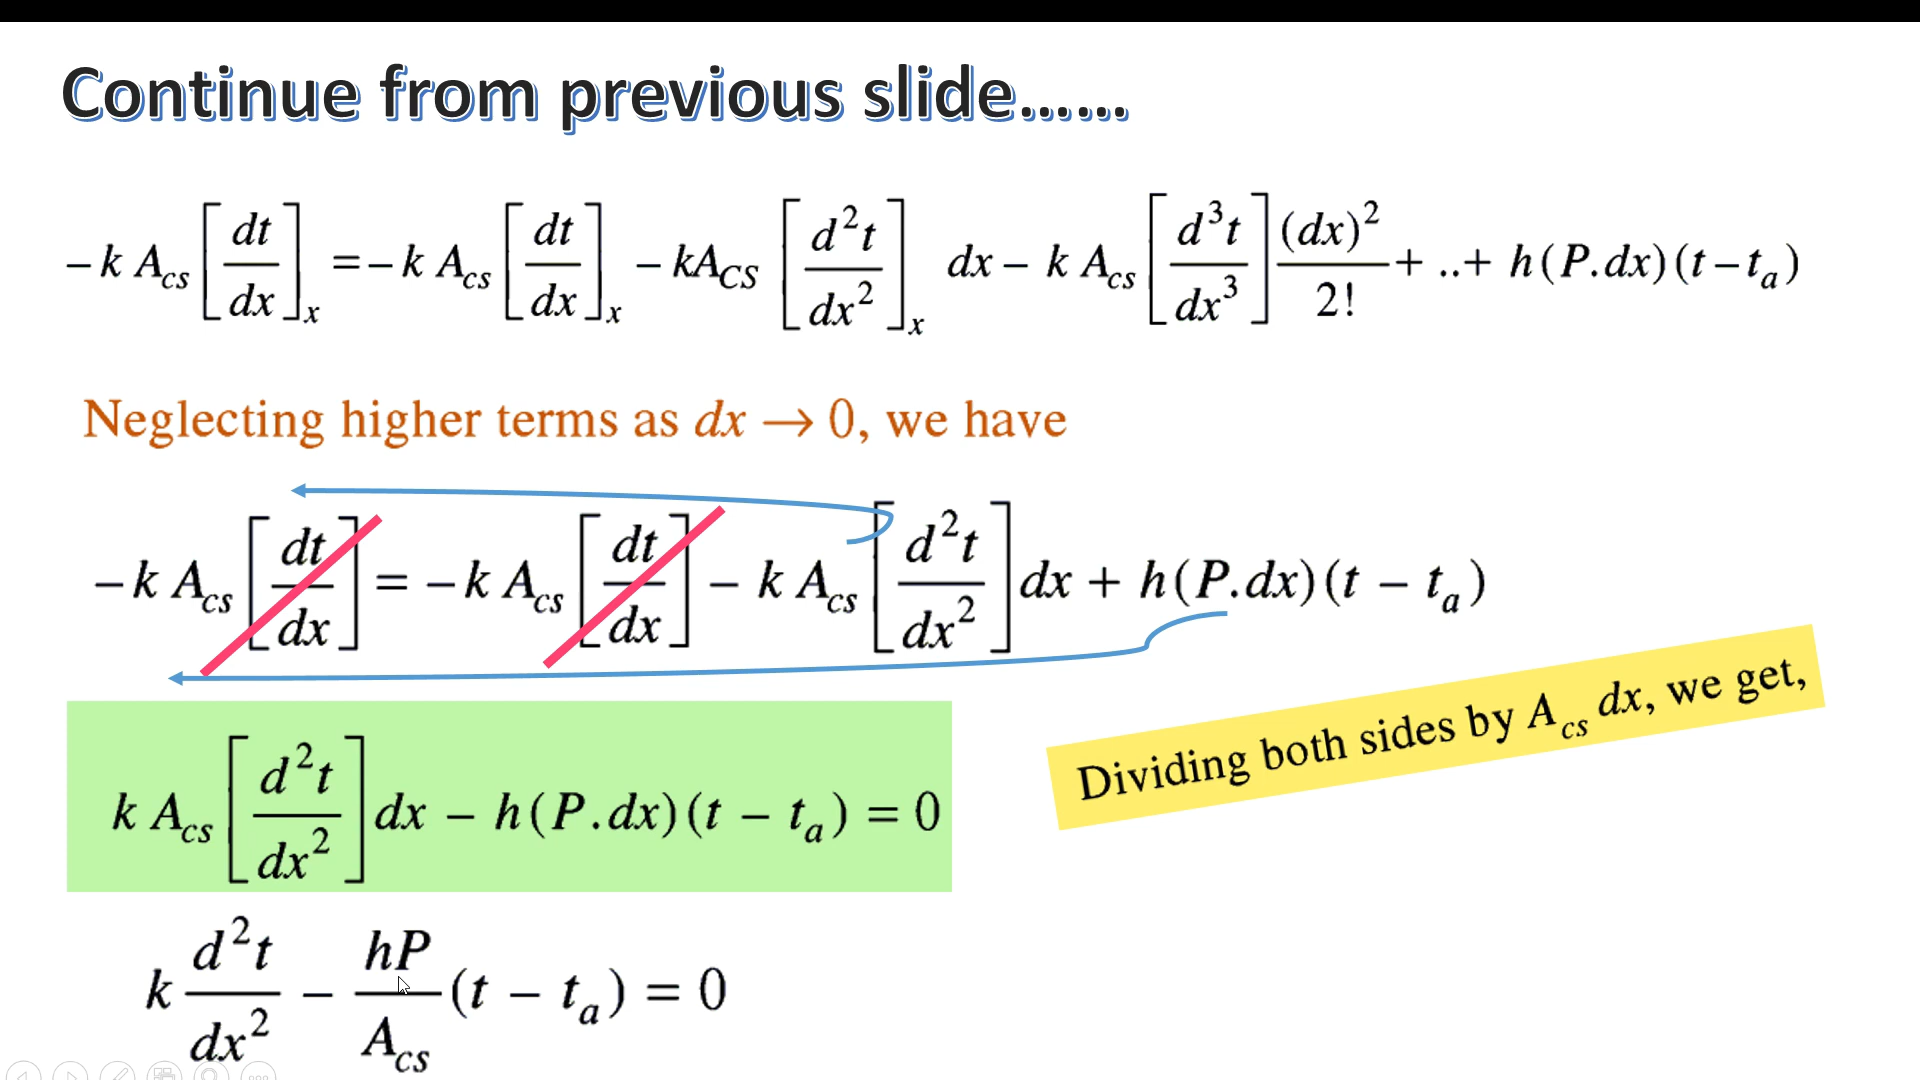 Continue from previous slide......
−k A_cs [dt/dx]_x = −k A_cs [dt/dx]_x − kA_CS [d²t/dx²]_x dx − k A_cs [d³t/dx³] (dx)²/2! + ..+ h(P.dx)(t−t_a)
Neglecting higher terms as dx → 0, we have
−k A_cs [dt/dx] = −k A_cs [dt/dx] − k A_cs [d²t/dx²] dx + h(P.dx)(t − t_a)
Dividing both sides by A_cs dx, we get,
k A_cs [d²t/dx²] dx − h(P.dx)(t − t_a) = 0
k d²t/dx² − hP/A_cs (t − t_a) = 0